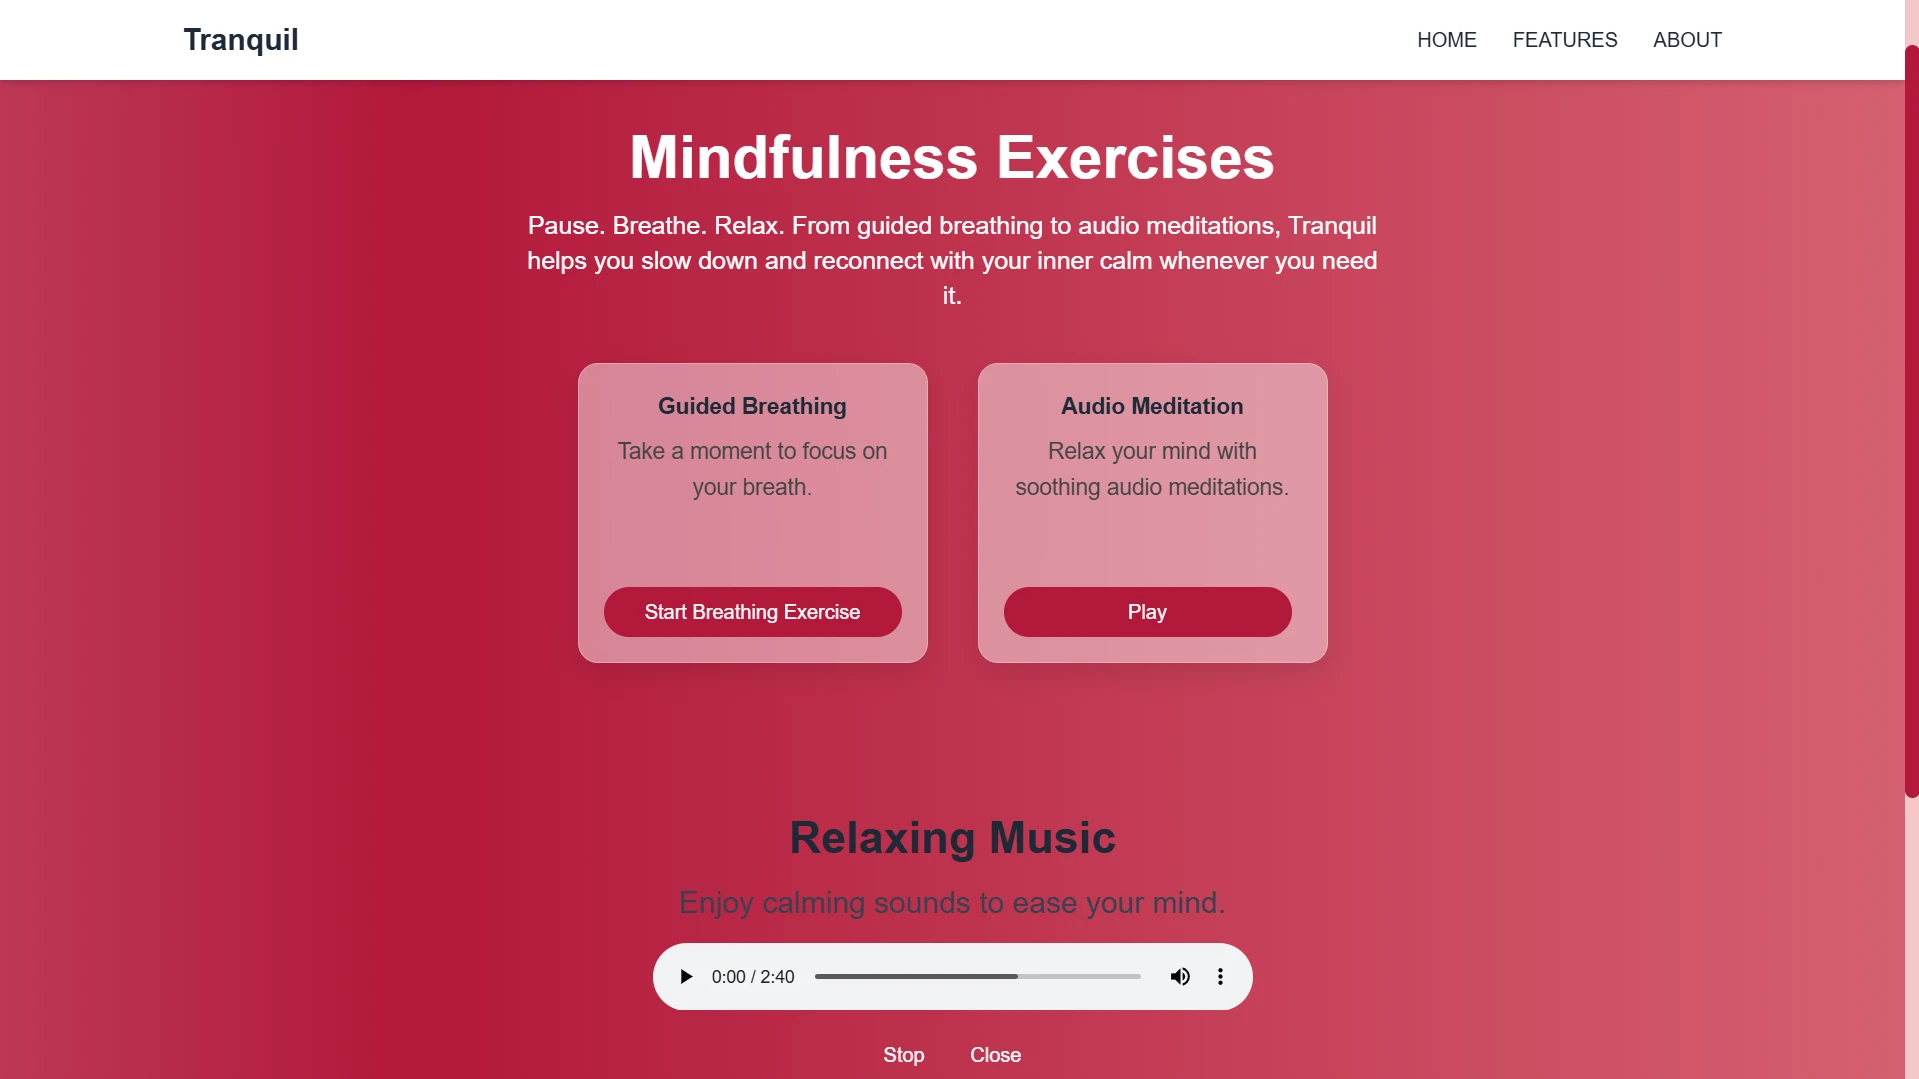 Tranquil
HOME FEATURES ABOUT
Mindfulness Exercises
Pause. Breathe. Relax. From guided breathing to audio meditations, Tranquil
helps you slow down and reconnect with your inner calm whenever you need
it.
Guided Breathing
Take a moment to focus on
your breath.
Start Breathing Exercise
Audio Meditation
Relax your mind with
soothing audio meditations.
Play
Relaxing Music
Enjoy calming sounds to ease your mind.
0:00 / 2:40
Stop Close